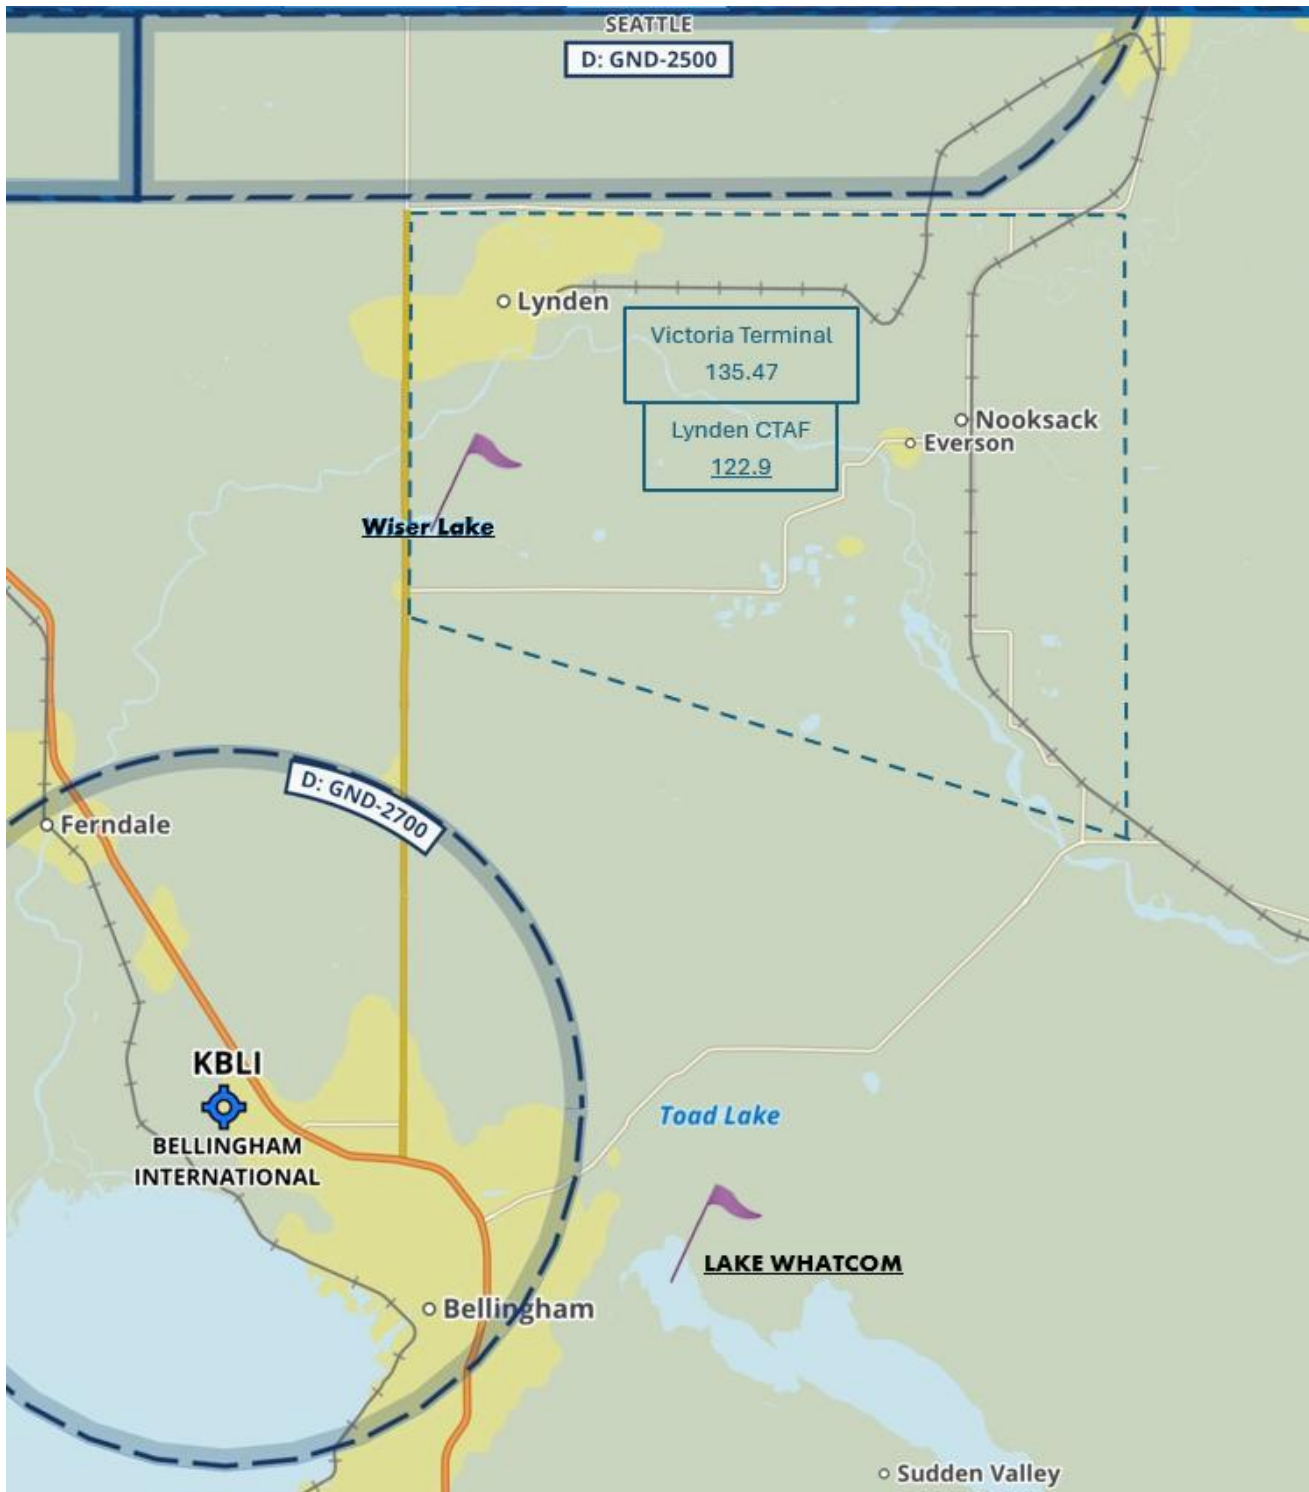 SEATTLE
D: GND-2500
Lynden
Victoria Terminal
135.47
Lynden CTAF
122.9
Nooksack
Everson
Wiser Lake
D: GND-2700
Ferndale
KBLI
BELLINGHAM
INTERNATIONAL
Toad Lake
LAKE WHATCOM
Bellingham
Sudden Valley